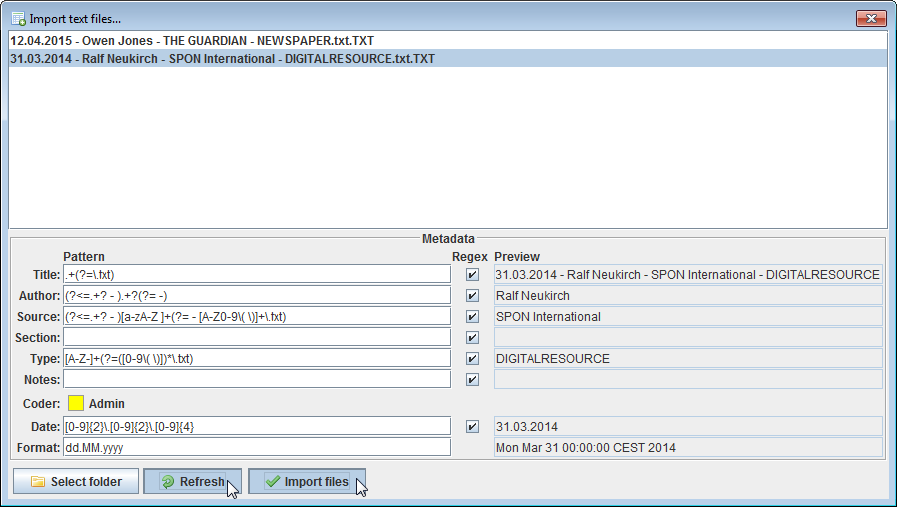 Import text files...
12.04.2015 - Owen Jones - THE GUARDIAN - NEWSPAPER.txt.TXT
31.03.2014 - Ralf Neukirch - SPON International - DIGITALRESOURCE.txt.TXT
Metadata
Pattern Regex Preview
Title: .+(?=\.txt) 31.03.2014 - Ralf Neukirch - SPON International - DIGITALRESOURCE
Author: (?<=.+? - ).+?(?= -) Ralf Neukirch
Source: (?<=.+? - )[a-zA-Z ]+(?= - [A-Z0-9\( \)]+\.txt) SPON International
Section:
Type: [A-Z-]+(?=([0-9\( \)])*\.txt) DIGITALRESOURCE
Notes:
Coder: Admin
Date: [0-9]{2}\.[0-9]{2}\.[0-9]{4} 31.03.2014
Format: dd.MM.yyyy Mon Mar 31 00:00:00 CEST 2014
Select folder Refresh Import files